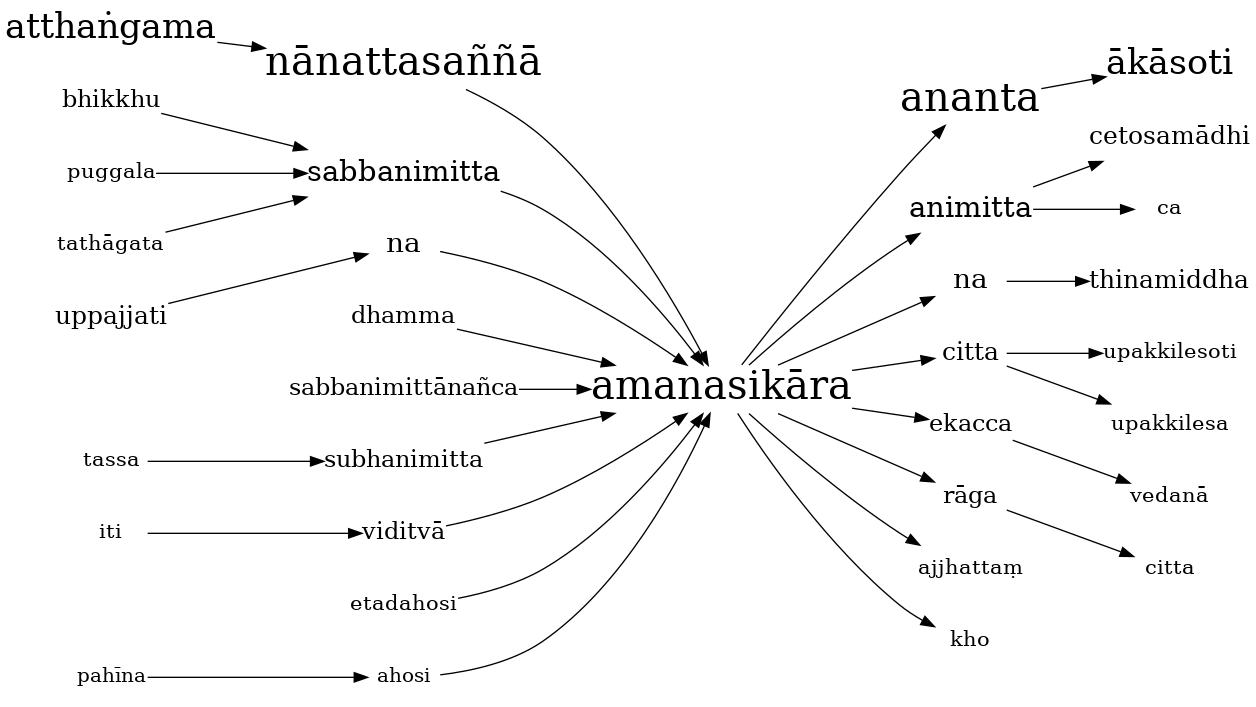 atthaṅgama
nānattasaññā
ākāsoti
bhikkhu
ananta
cetosamādhi
puggala
sabbanimitta
animitta
ca
tathāgata
na
na
thinamiddha
uppajjati
dhamma
citta
upakkilesoti
sabbanimittānañca
amanasikāra
ekacca
upakkilesa
tassa
subhanimitta
rāga
vedanā
iti
viditvā
ajjhattaṃ
citta
etadahosi
kho
pahīna
ahosi